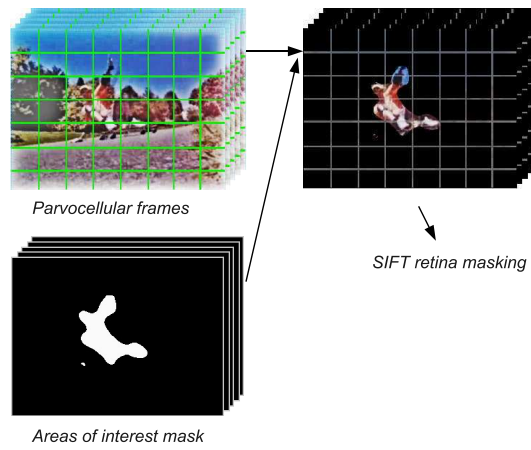 Parvocellular frames
SIFT retina masking
Areas of interest mask